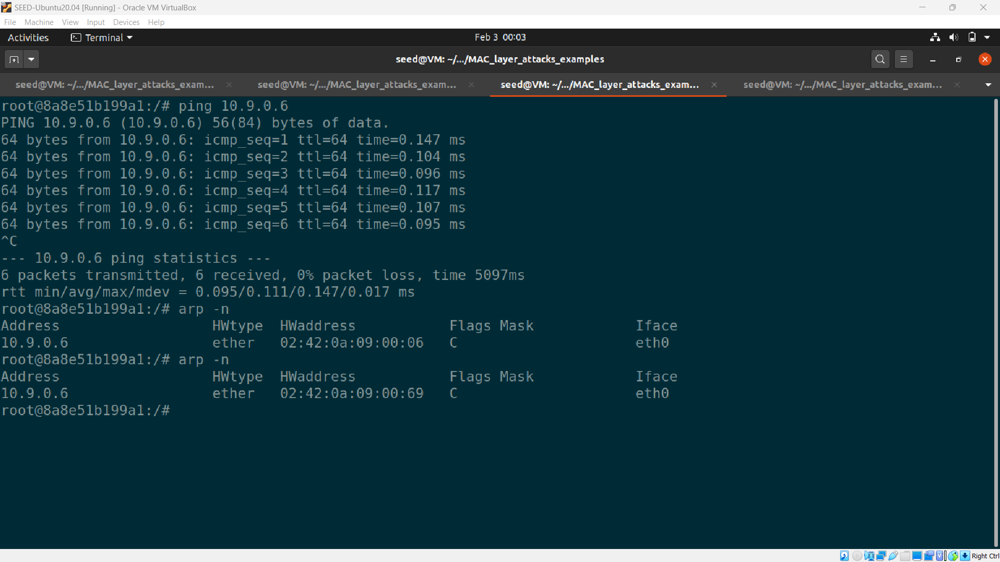 SEED-Ubuntu20.04 [Running] - Oracle VM VirtualBox
File Machine View Input Devices Help
Activities Terminal Feb 3 00:03
seed@VM: ~/.../MAC_layer_attacks_examples
seed@VM: ~/.../MAC_layer_attacks_exam... seed@VM: ~/.../MAC_layer_attacks_exam... seed@VM: ~/.../MAC_layer_attacks_exam... seed@VM: ~/.../MAC_layer_attacks_exam...
root@8a8e51b199a1:/# ping 10.9.0.6
PING 10.9.0.6 (10.9.0.6) 56(84) bytes of data.
64 bytes from 10.9.0.6: icmp_seq=1 ttl=64 time=0.147 ms
64 bytes from 10.9.0.6: icmp_seq=2 ttl=64 time=0.104 ms
64 bytes from 10.9.0.6: icmp_seq=3 ttl=64 time=0.096 ms
64 bytes from 10.9.0.6: icmp_seq=4 ttl=64 time=0.117 ms
64 bytes from 10.9.0.6: icmp_seq=5 ttl=64 time=0.107 ms
64 bytes from 10.9.0.6: icmp_seq=6 ttl=64 time=0.095 ms
^C
--- 10.9.0.6 ping statistics ---
6 packets transmitted, 6 received, 0% packet loss, time 5097ms
rtt min/avg/max/mdev = 0.095/0.111/0.147/0.017 ms
root@8a8e51b199a1:/# arp -n
Address HWtype HWaddress Flags Mask Iface
10.9.0.6 ether 02:42:0a:09:00:06 C eth0
root@8a8e51b199a1:/# arp -n
Address HWtype HWaddress Flags Mask Iface
10.9.0.6 ether 02:42:0a:09:00:69 C eth0
root@8a8e51b199a1:/#
Right Ctrl